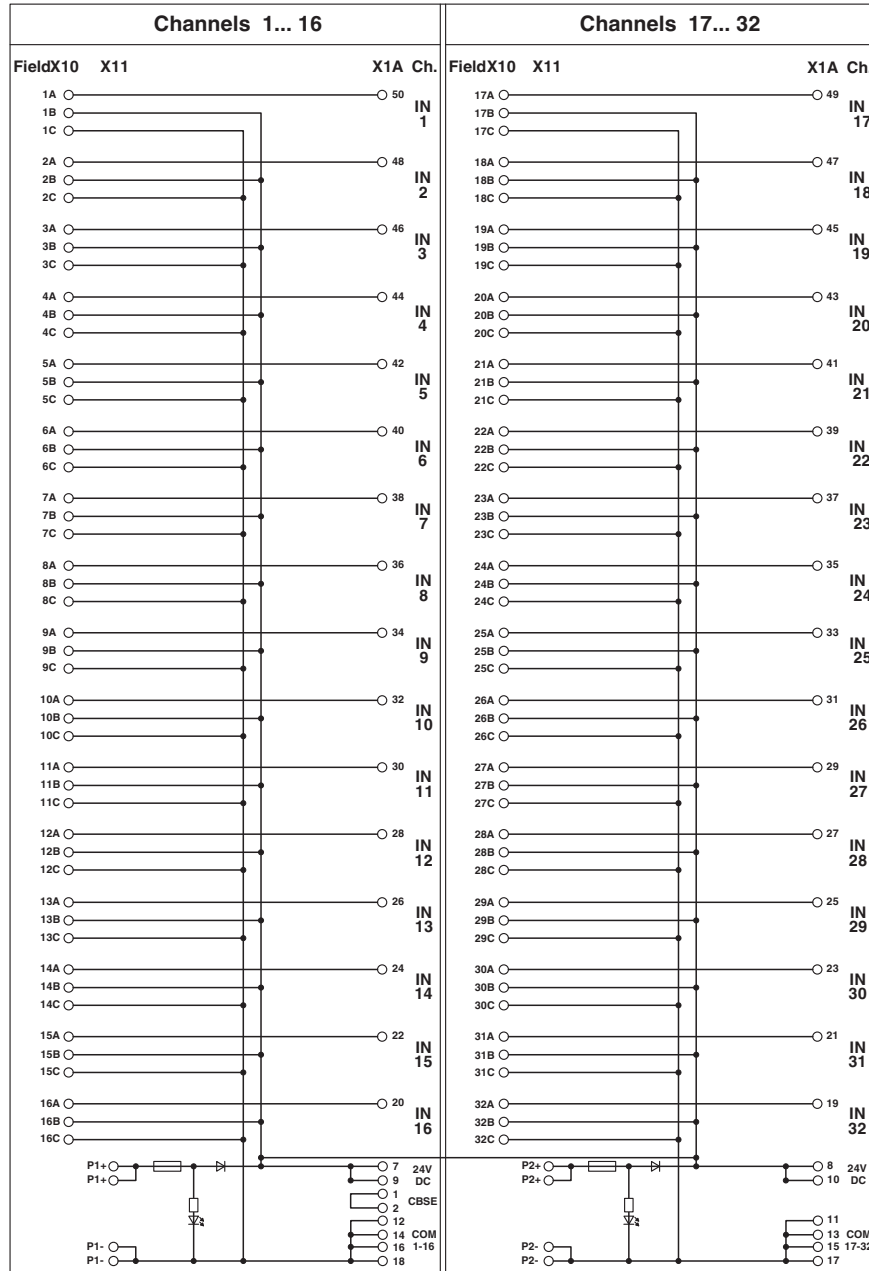 Channels 1... 16
FieldX10 X11 X1A Ch.
1A 50
1B IN
1C 1
2A 48
2B IN
2C 2
3A 46
3B IN
3C 3
4A 44
4B IN
4C 4
5A 42
5B IN
5C 5
6A 40
6B IN
6C 6
7A 38
7B IN
7C 7
8A 36
8B IN
8C 8
9A 34
9B IN
9C 9
10A 32
10B IN
10C 10
11A 30
11B IN
11C 11
12A 28
12B IN
12C 12
13A 26
13B IN
13C 13
14A 24
14B IN
14C 14
15A 22
15B IN
15C 15
16A 20
16B IN
16C 16
P1+ 7 24V
P1+ 9 DC
1
2 CBSE
12
14 COM
P1- 16 1-16
P1- 18
Channels 17... 32
FieldX10 X11 X1A Ch.
17A 49
17B IN
17C 17
18A 47
18B IN
18C 18
19A 45
19B IN
19C 19
20A 43
20B IN
20C 20
21A 41
21B IN
21C 21
22A 39
22B IN
22C 22
23A 37
23B IN
23C 23
24A 35
24B IN
24C 24
25A 33
25B IN
25C 25
26A 31
26B IN
26C 26
27A 29
27B IN
27C 27
28A 27
28B IN
28C 28
29A 25
29B IN
29C 29
30A 23
30B IN
30C 30
31A 21
31B IN
31C 31
32A 19
32B IN
32C 32
P2+ 8 24V
P2+ 10 DC
11
13 COM
P2- 15 17-32
P2- 17